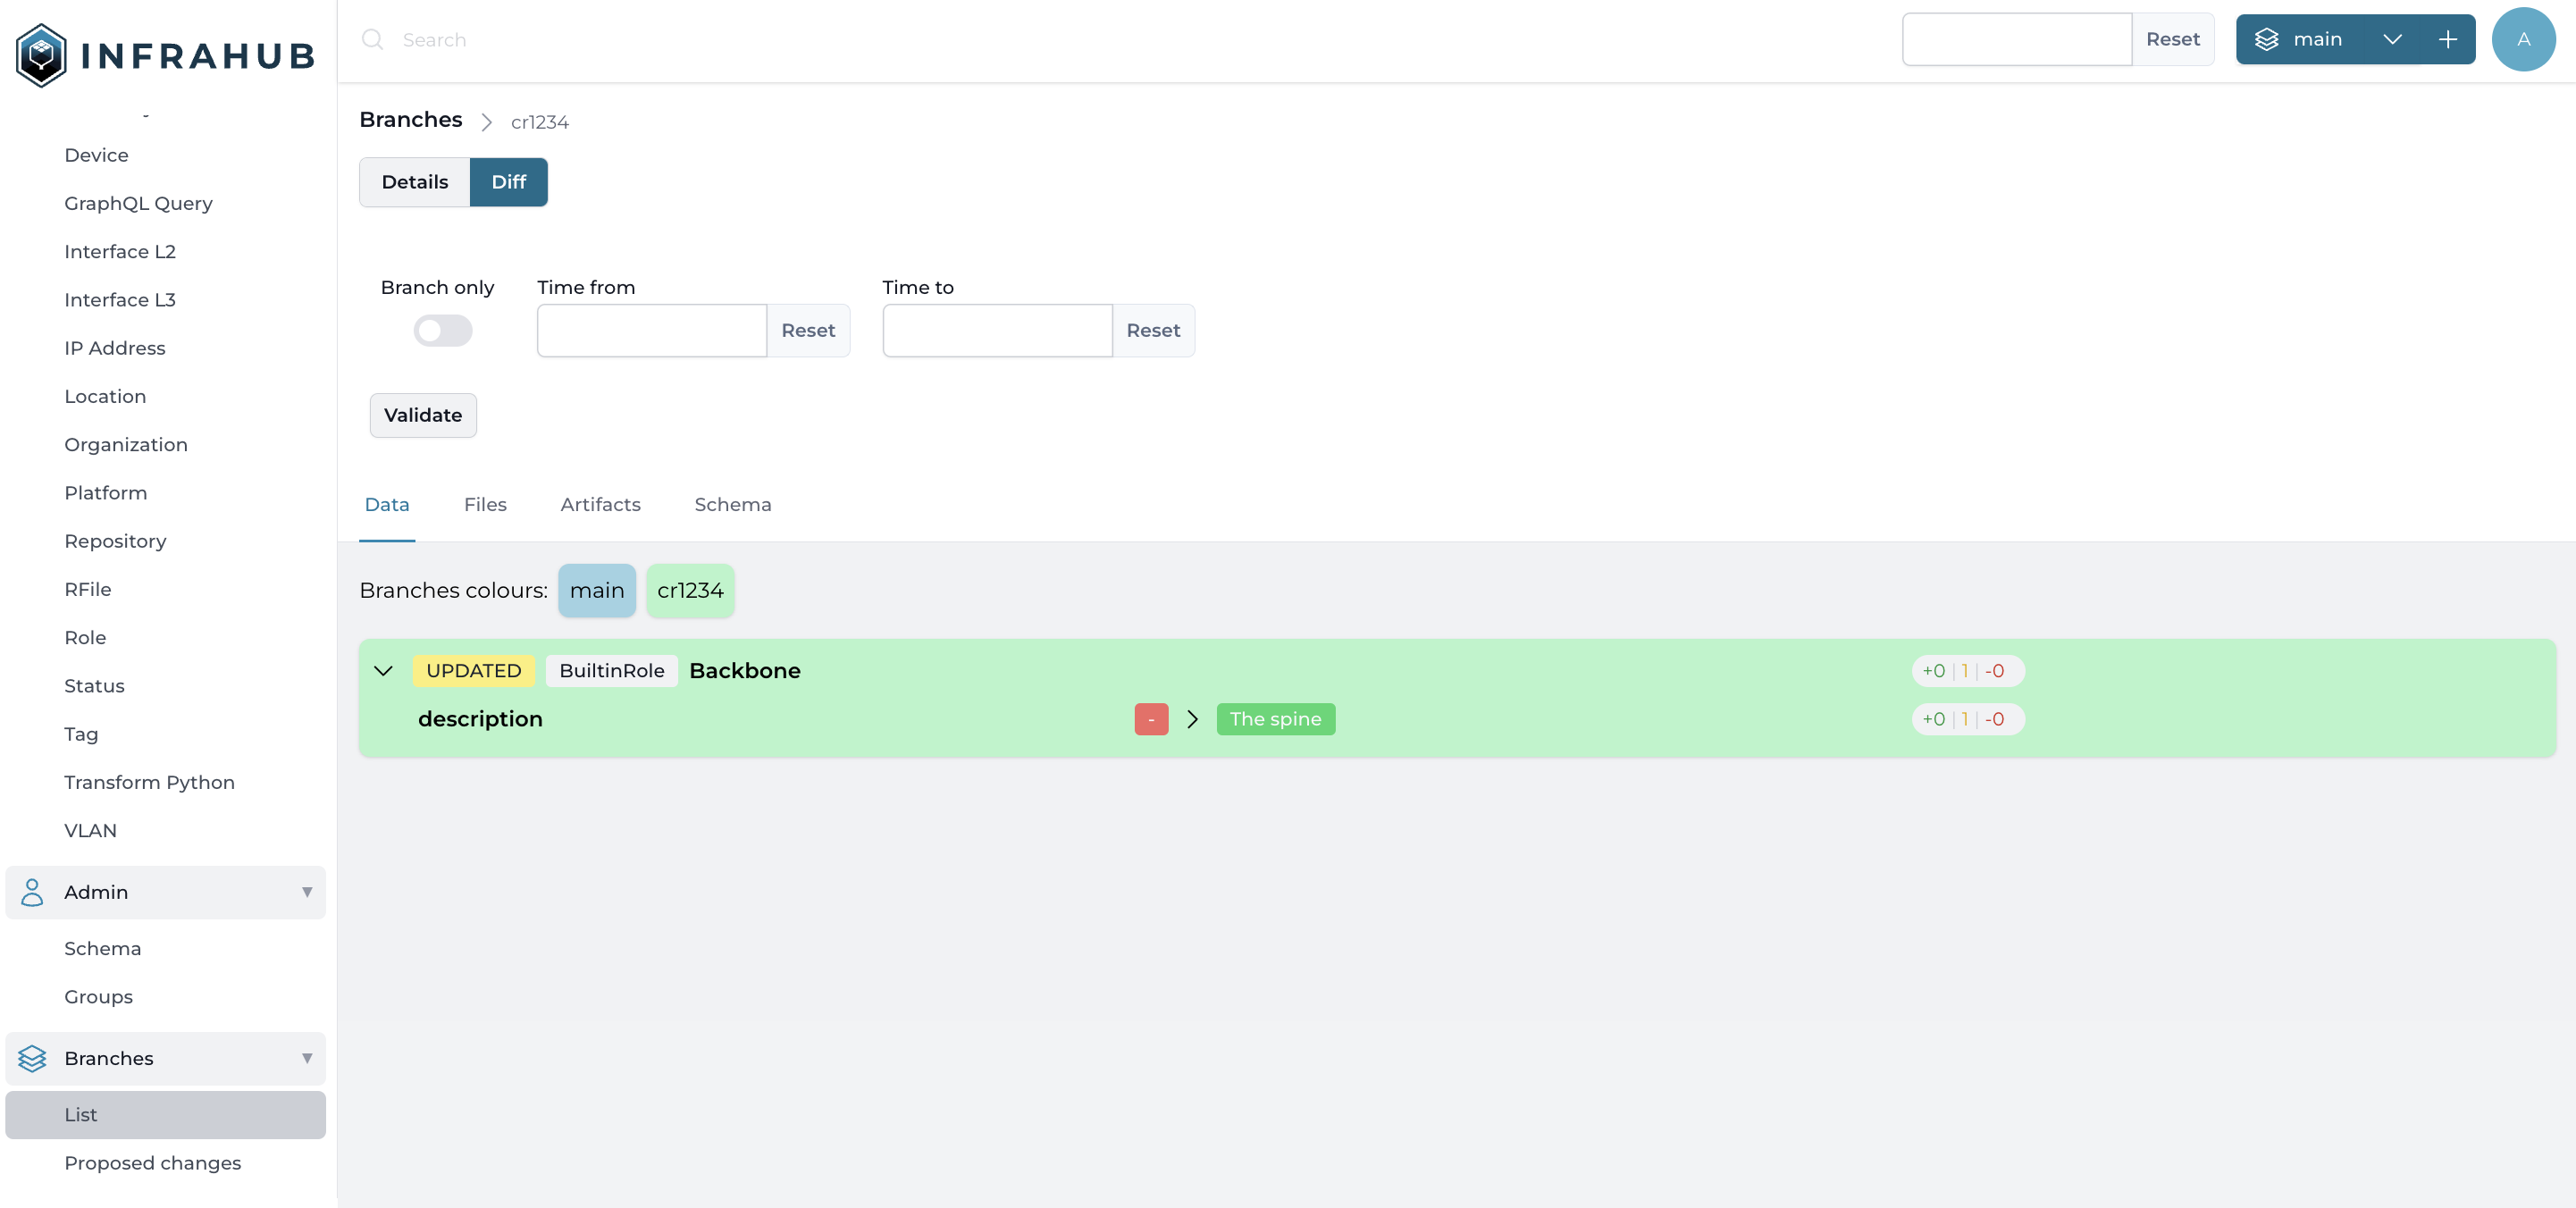 INFRAHUB
Search
Reset
main
A
Device
GraphQL Query
Interface L2
Interface L3
IP Address
Location
Organization
Platform
Repository
RFile
Role
Status
Tag
Transform Python
VLAN
Admin ▼
Schema
Groups
Branches ▼
List
Proposed changes
Branches > cr1234
Details Diff
Branch only Time from Time to
Reset Reset
Validate
Data Files Artifacts Schema
Branches colours: main cr1234
UPDATED BuiltinRole Backbone +0 | 1 | -0
description - > The spine +0 | 1 | -0